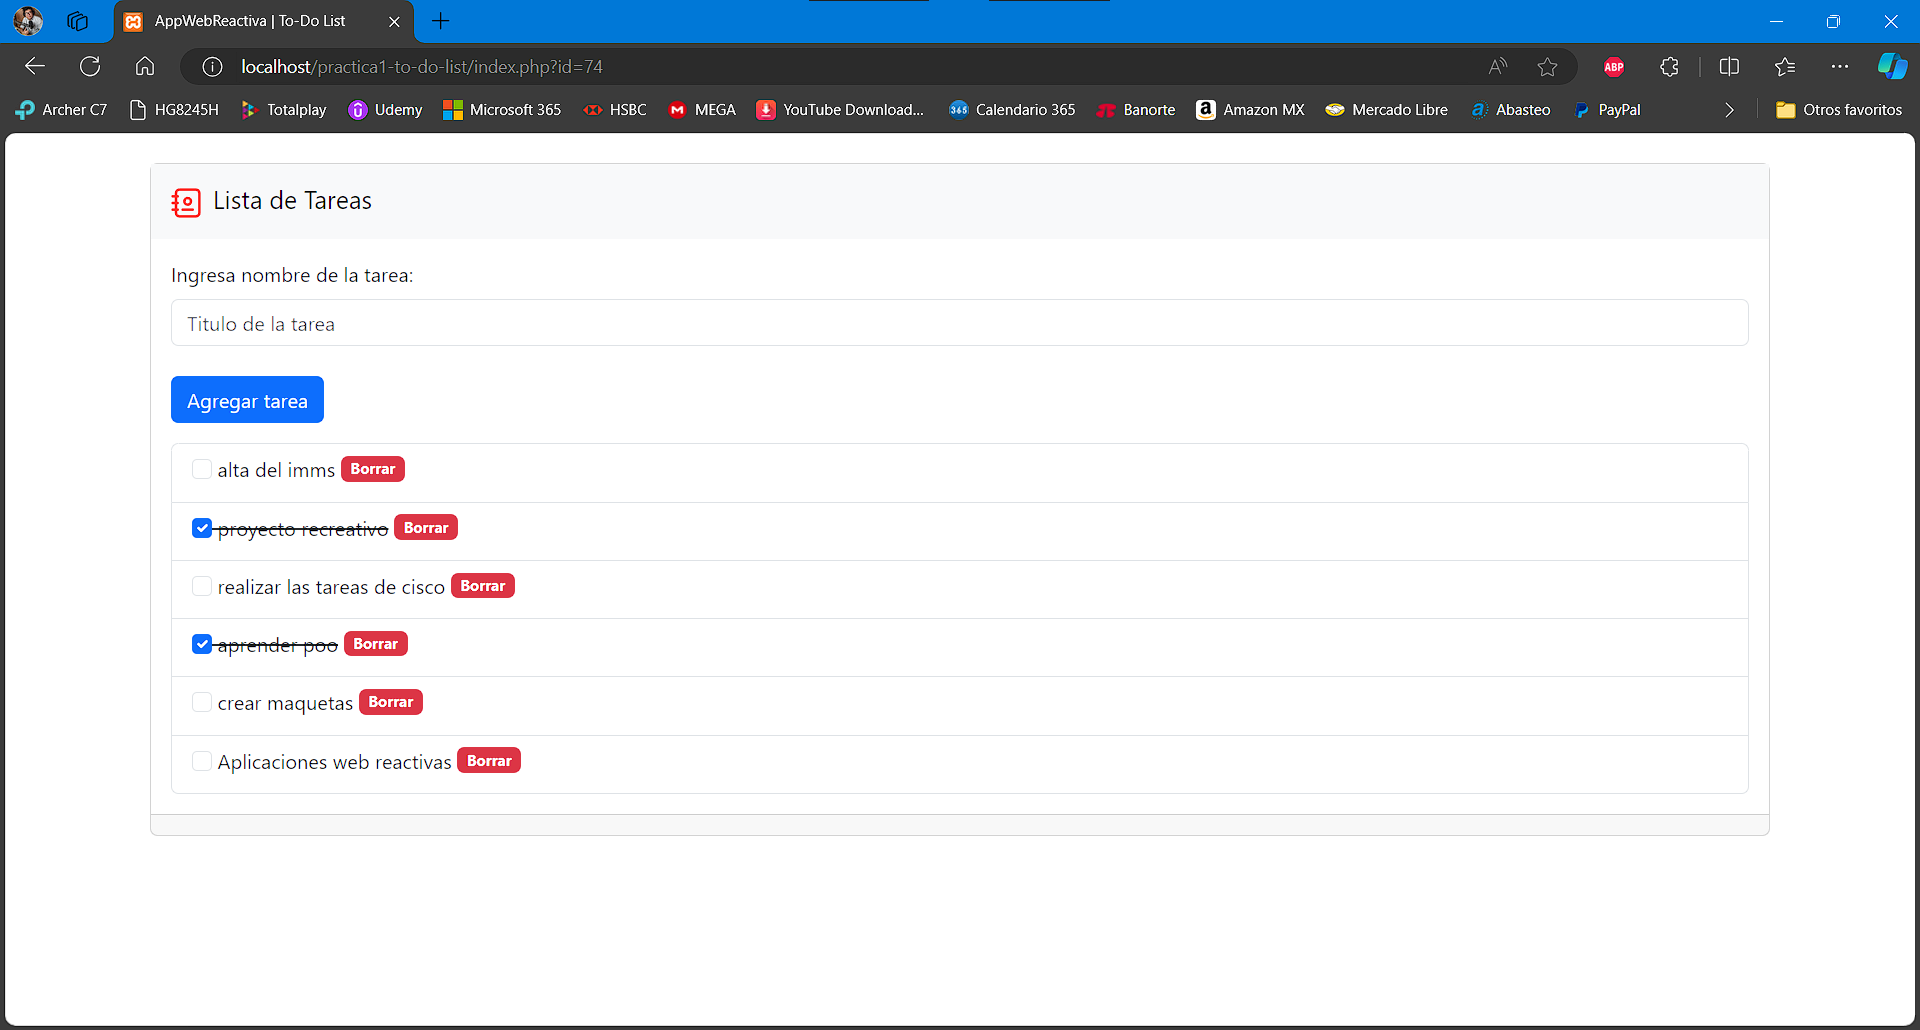 AppWebReactiva | To-Do List
localhost/practica1-to-do-list/index.php?id=74
ABP
Archer C7 HG8245H Totalplay Udemy Microsoft 365 HSBC MEGA YouTube Download... 365 Calendario 365 Banorte Amazon MX Mercado Libre Abasteo PayPal Otros favoritos
Lista de Tareas
Ingresa nombre de la tarea:
Titulo de la tarea
Agregar tarea
alta del imms Borrar
proyecto recreativo Borrar
realizar las tareas de cisco Borrar
aprender poo Borrar
crear maquetas Borrar
Aplicaciones web reactivas Borrar